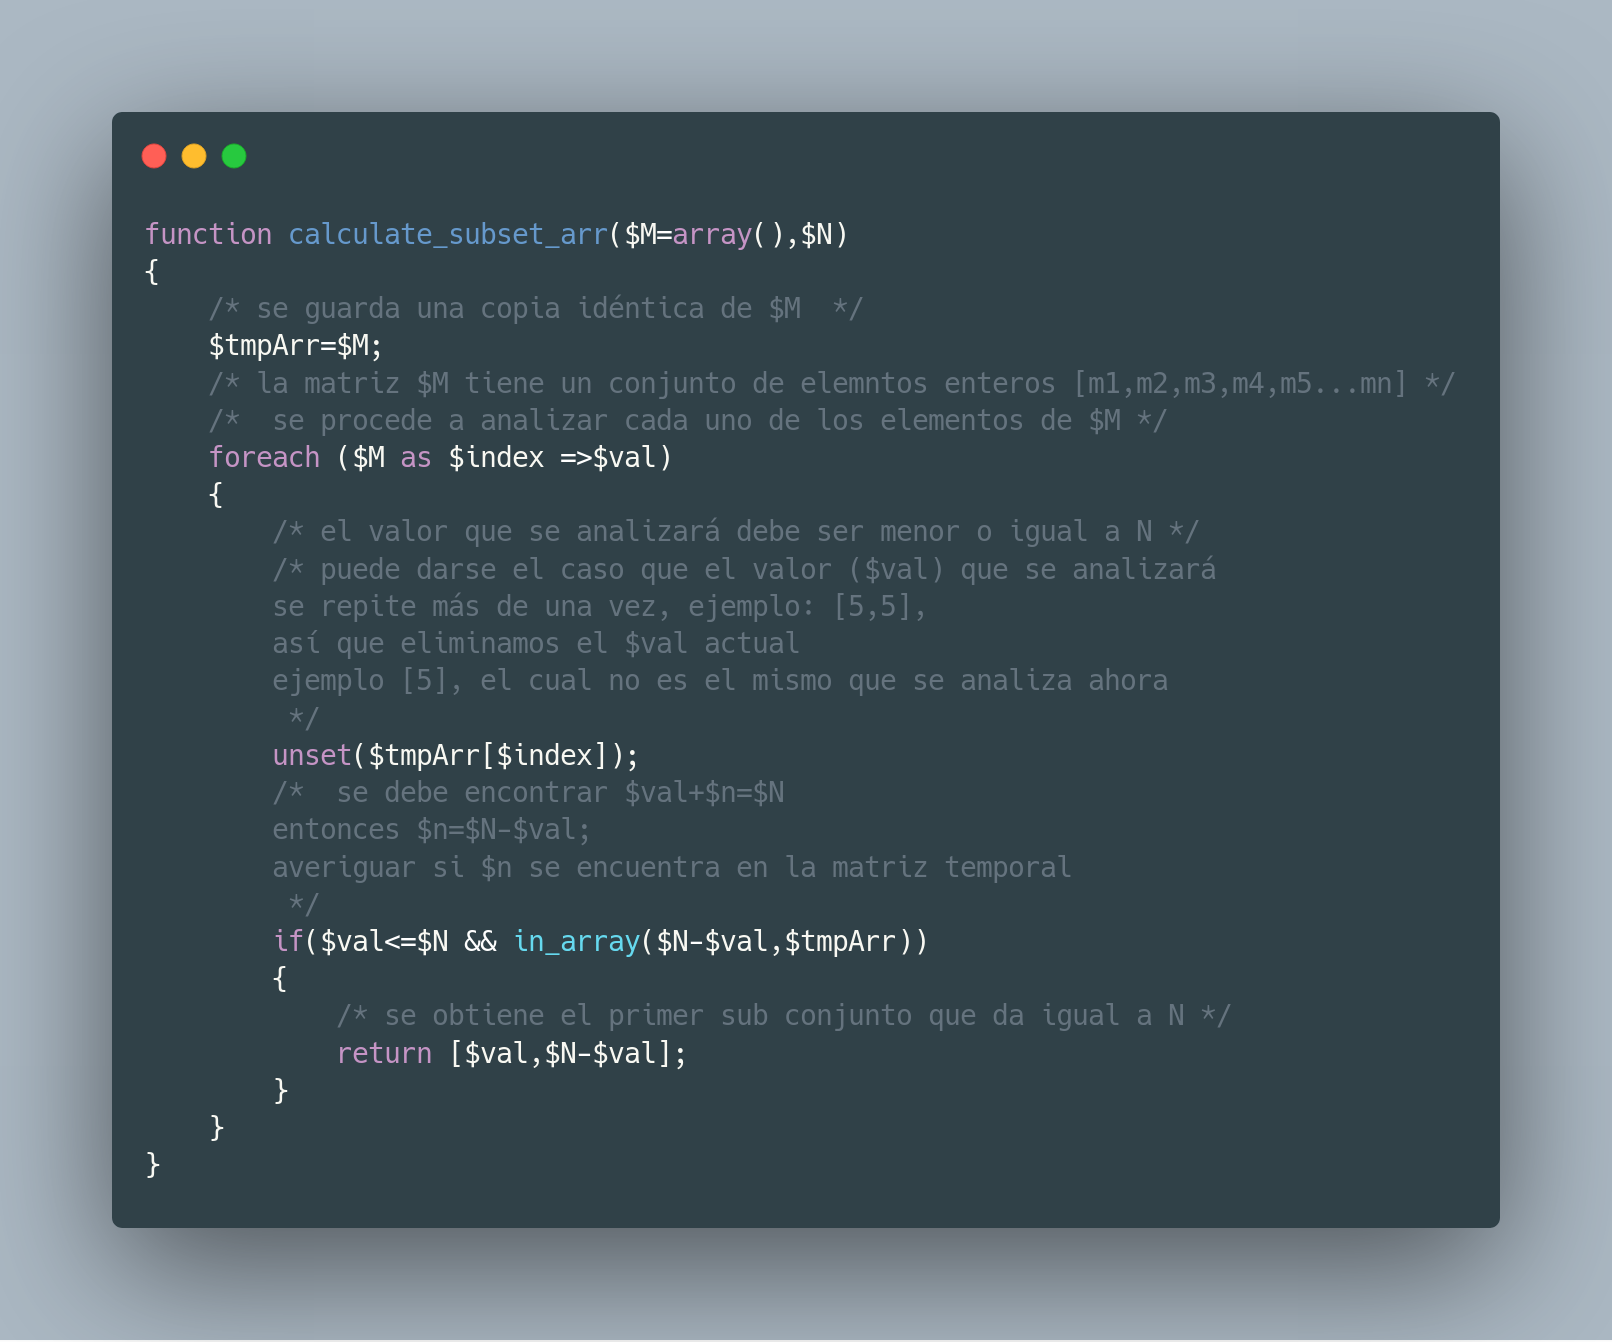 function calculate_subset_arr($M=array(),$N)
{
    /* se guarda una copia idéntica de $M  */
    $tmpArr=$M;
    /* la matriz $M tiene un conjunto de elemntos enteros [m1,m2,m3,m4,m5...mn] */
    /*  se procede a analizar cada uno de los elementos de $M */
    foreach ($M as $index =>$val)
    {
        /* el valor que se analizará debe ser menor o igual a N */
        /* puede darse el caso que el valor ($val) que se analizará
        se repite más de una vez, ejemplo: [5,5],
        así que eliminamos el $val actual
        ejemplo [5], el cual no es el mismo que se analiza ahora
         */
        unset($tmpArr[$index]);
        /*  se debe encontrar $val+$n=$N
        entonces $n=$N-$val;
        averiguar si $n se encuentra en la matriz temporal
         */
        if($val<=$N && in_array($N-$val,$tmpArr))
        {
            /* se obtiene el primer sub conjunto que da igual a N */
            return [$val,$N-$val];
        }
    }
}